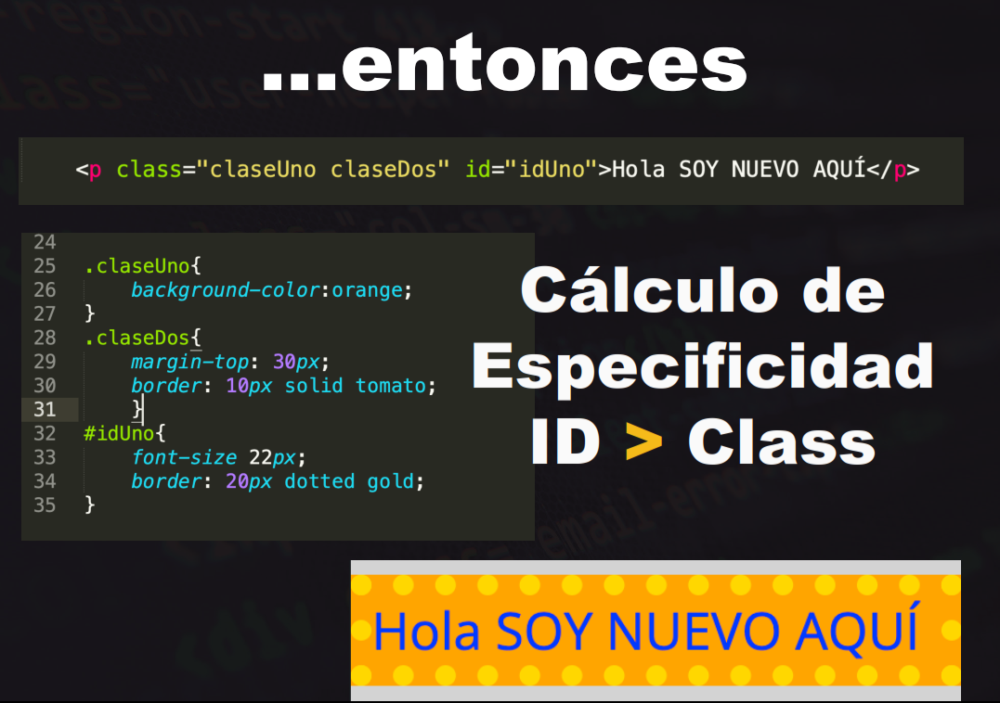 ...entonces
<p class="claseUno claseDos" id="idUno">Hola SOY NUEVO AQUÍ</p>
24
25 .claseUno{
26 background-color:orange;
27 }
28 .claseDos{
29 margin-top: 30px;
30 border: 10px solid tomato;
31 }
32 #idUno{
33 font-size 22px;
34 border: 20px dotted gold;
35 }
Cálculo de
Especificidad
ID > Class
Hola SOY NUEVO AQUÍ